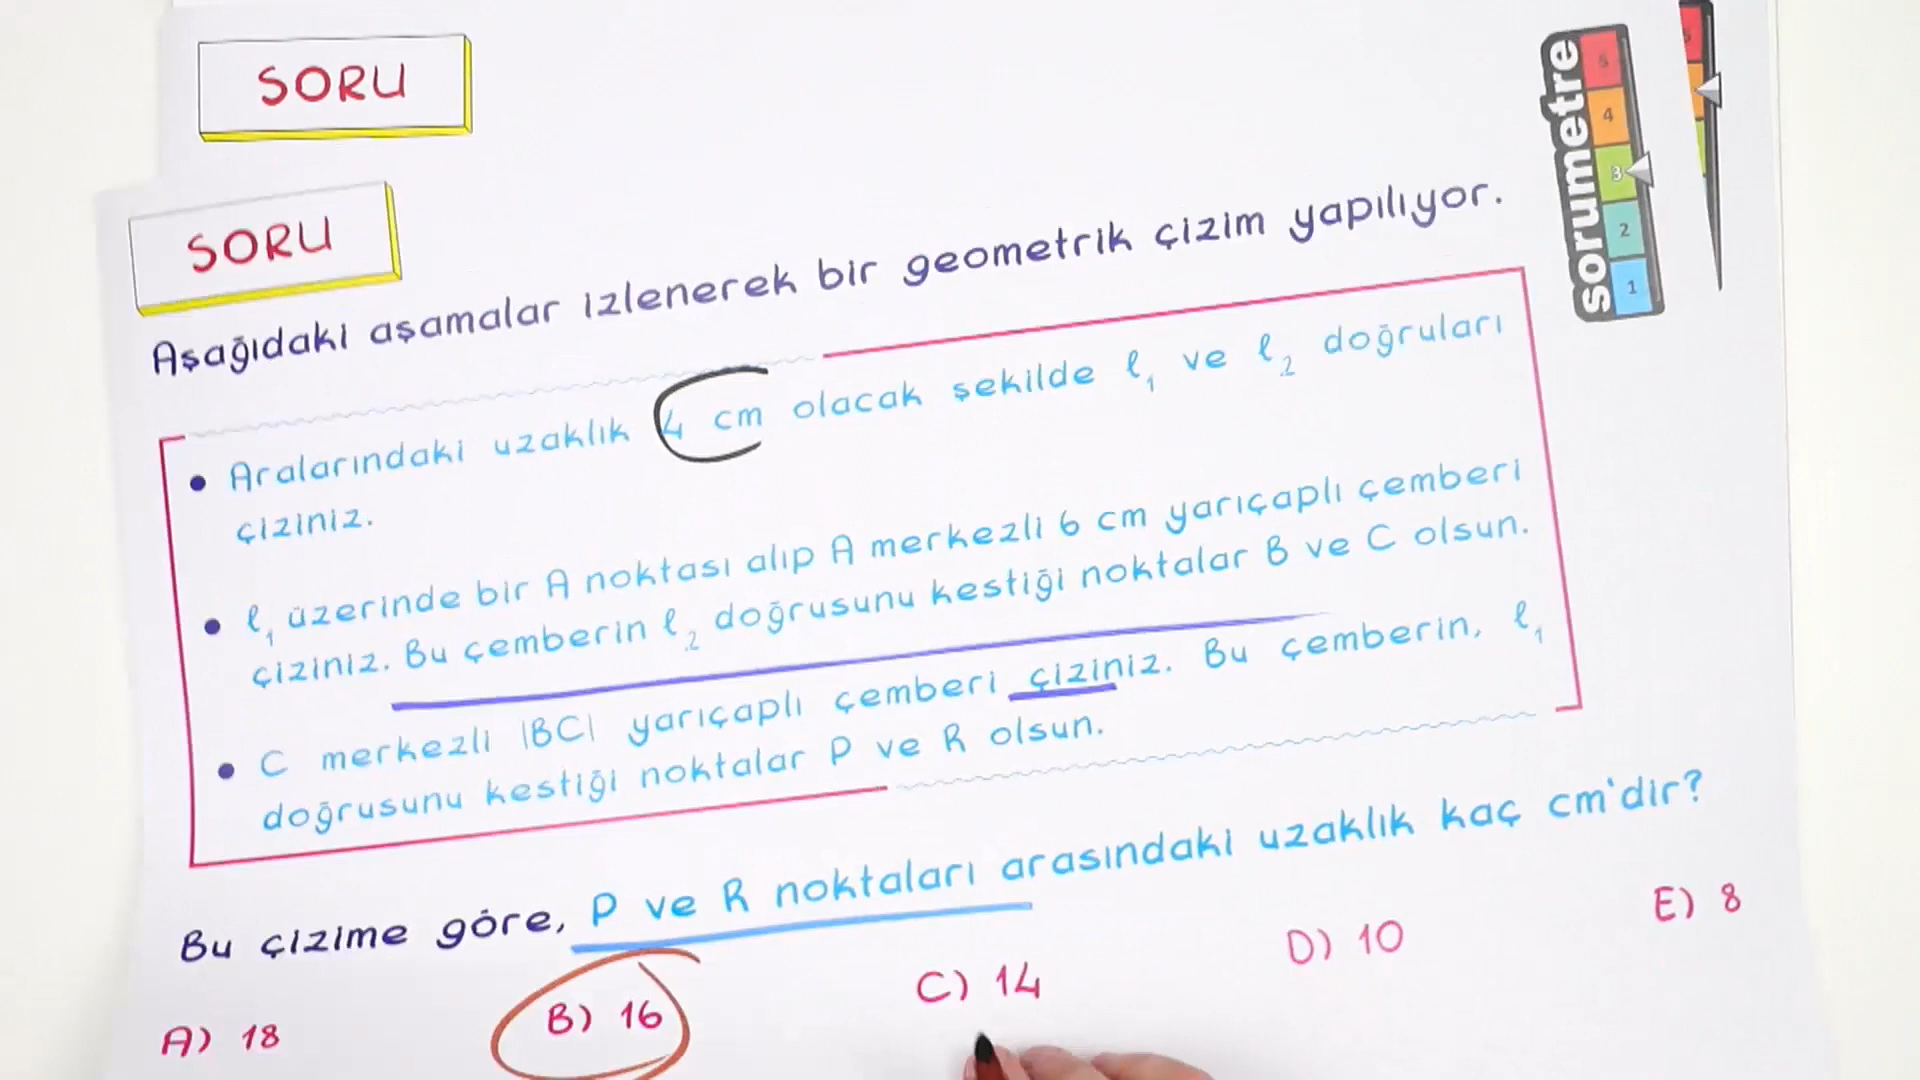 SORU
SORU
sorumetre
5
4
3
2
1
5
Aşağıdaki aşamalar izlenerek bir geometrik çizim yapılıyor.
• Aralarındaki uzaklık 4 cm olacak şekilde ℓ₁ ve ℓ₂ doğruları
çiziniz.
• ℓ₁ üzerinde bir A noktası alıp A merkezli 6 cm yarıçaplı çemberi
çiziniz. Bu çemberin ℓ₂ doğrusunu kestiği noktalar B ve C olsun.
• C merkezli |BC| yarıçaplı çemberi çiziniz. Bu çemberin, ℓ₁
doğrusunu kestiği noktalar P ve R olsun.
Bu çizime göre, P ve R noktaları arasındaki uzaklık kaç cm'dir?
A) 18 B) 16 C) 14 D) 10 E) 8